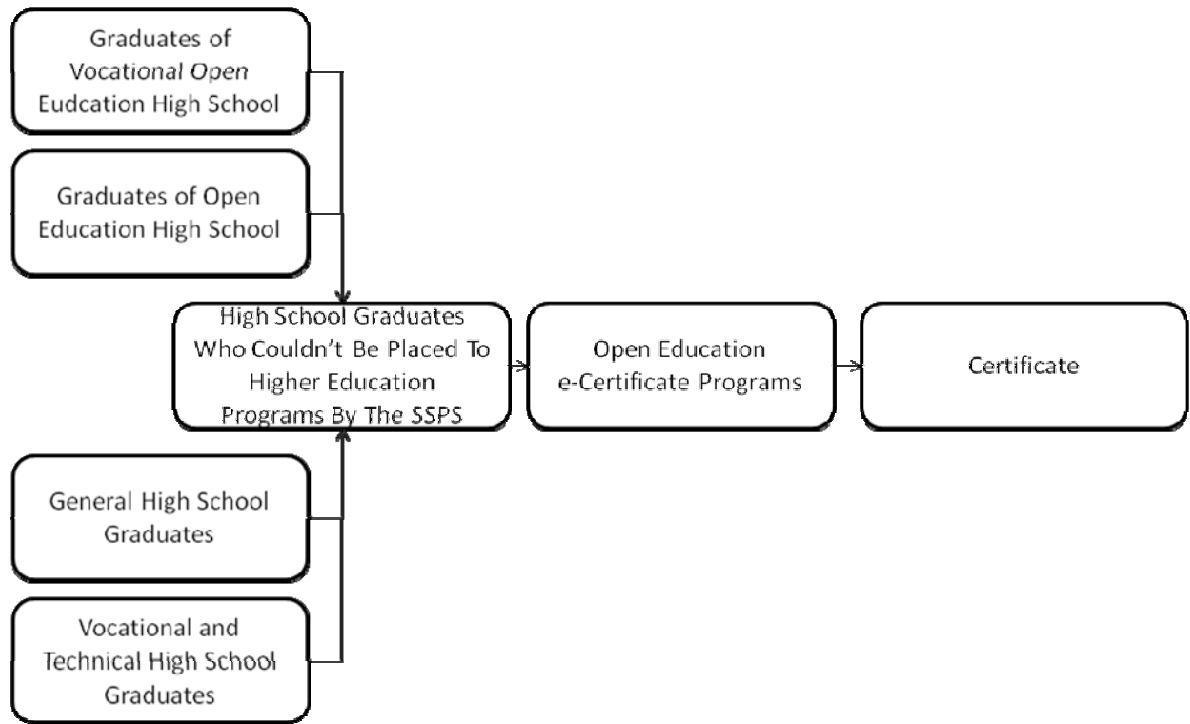 Graduates of
Vocational Open
Eudcation High School
Graduates of Open
Education High School
High School Graduates
Who Couldn't Be Placed To
Higher Education
Programs By The SSPS
Open Education
e-Certificate Programs
Certificate
General High School
Graduates
Vocational and
Technical High School
Graduates